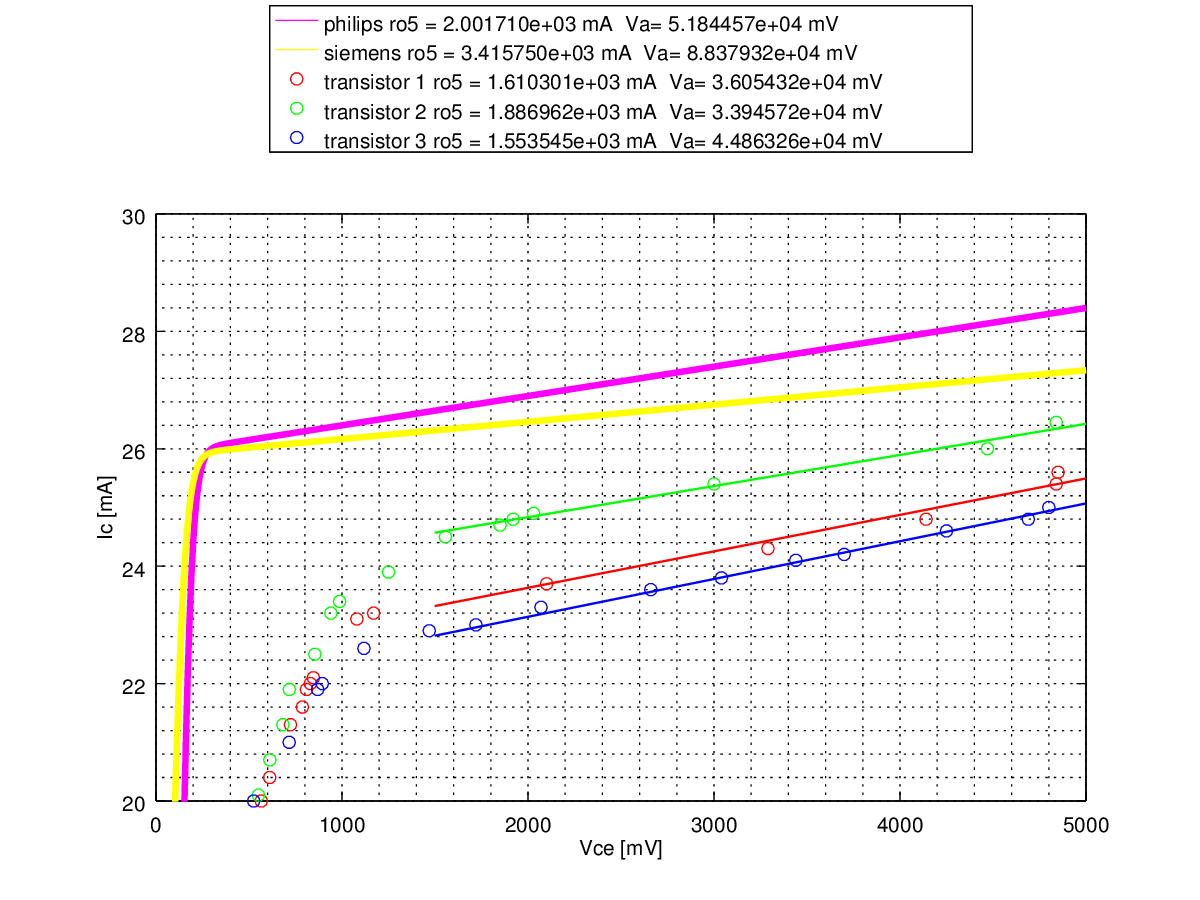 philips ro5 = 2.001710e+03 mA  Va= 5.184457e+04 mV
siemens ro5 = 3.415750e+03 mA  Va= 8.837932e+04 mV
transistor 1 ro5 = 1.610301e+03 mA  Va= 3.605432e+04 mV
transistor 2 ro5 = 1.886962e+03 mA  Va= 3.394572e+04 mV
transistor 3 ro5 = 1.553545e+03 mA  Va= 4.486326e+04 mV
30
28
26
24
22
20
Ic [mA]
0 1000 2000 3000 4000 5000
Vce [mV]